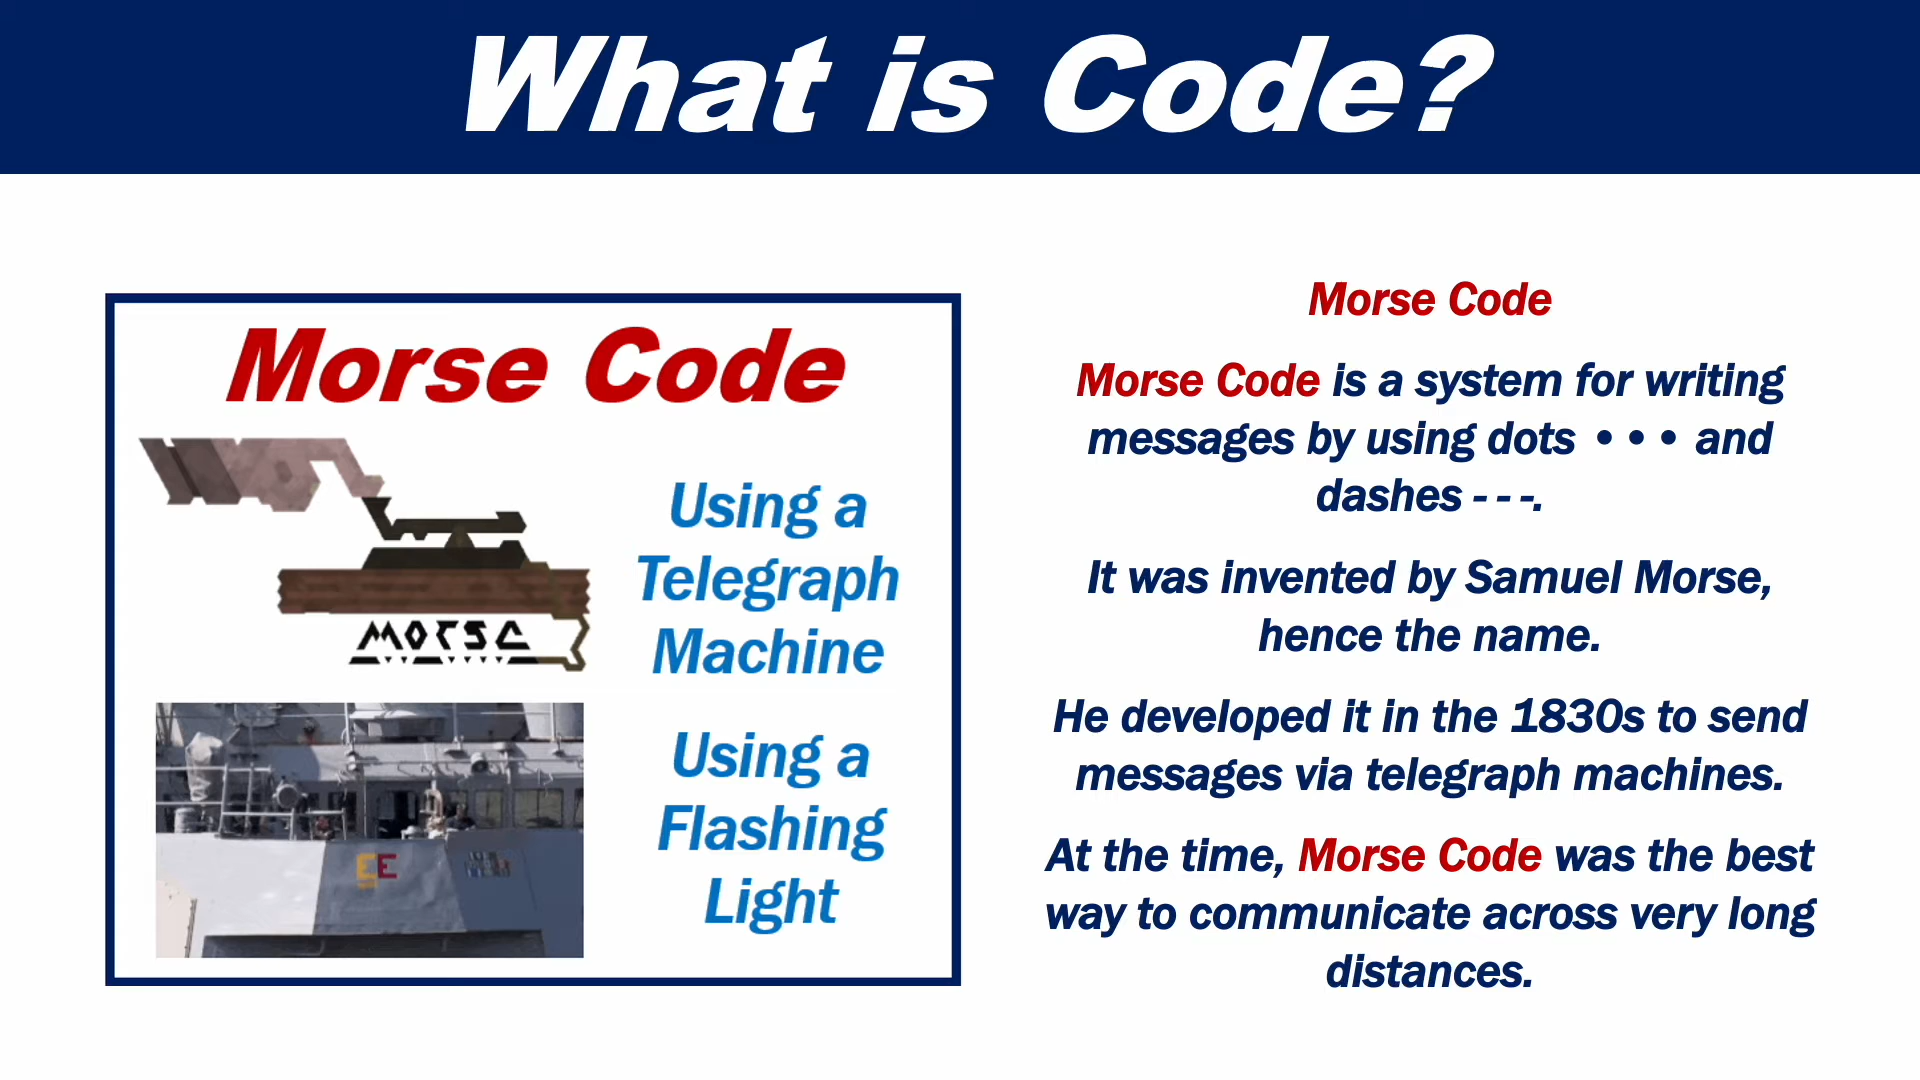 What is Code?
Morse Code
Using a
Telegraph
Machine
morse
Using a
Flashing
Light
Morse Code
Morse Code is a system for writing
messages by using dots • • • and
dashes - - -.
It was invented by Samuel Morse,
hence the name.
He developed it in the 1830s to send
messages via telegraph machines.
At the time, Morse Code was the best
way to communicate across very long
distances.